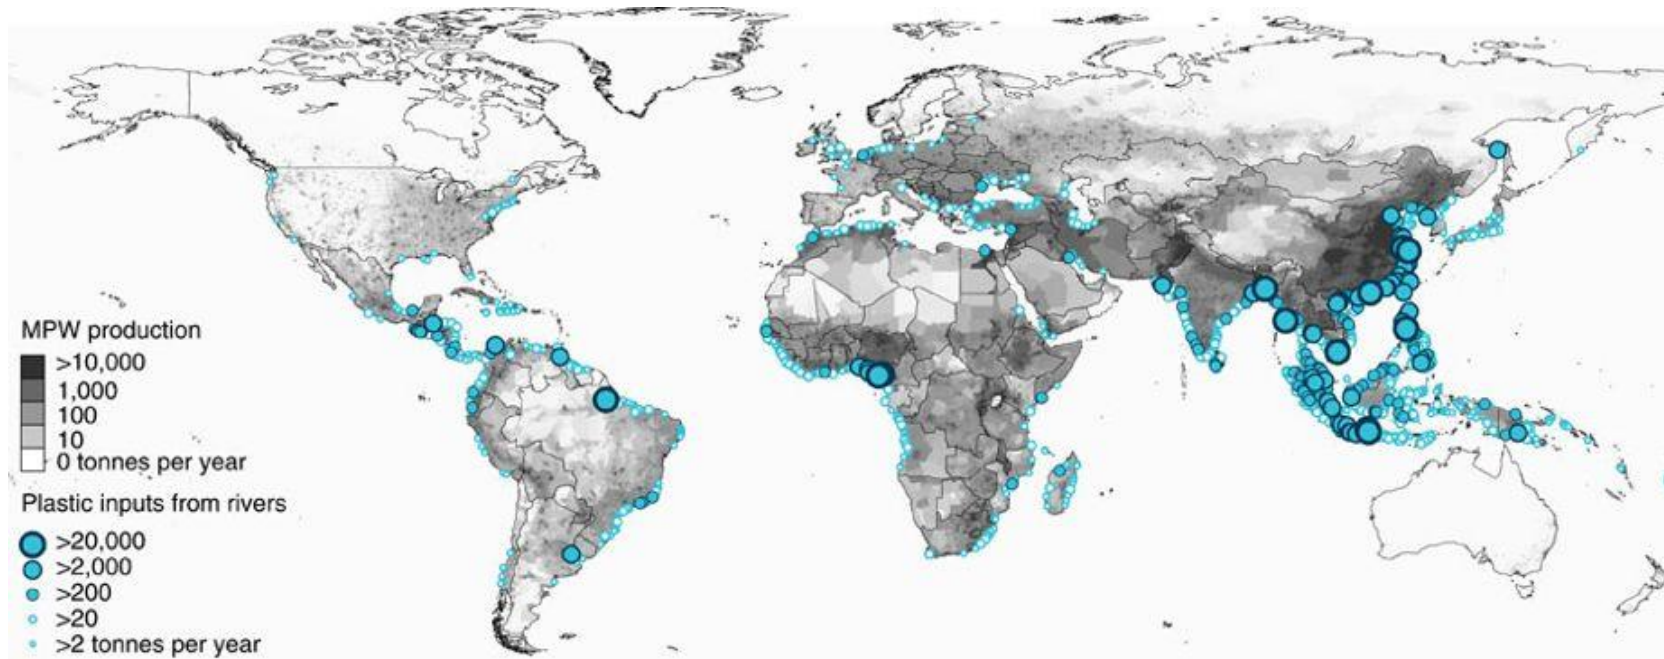 MPW production
>10,000
1,000
100
10
0 tonnes per year
Plastic inputs from rivers
>20,000
>2,000
>200
>20
>2 tonnes per year